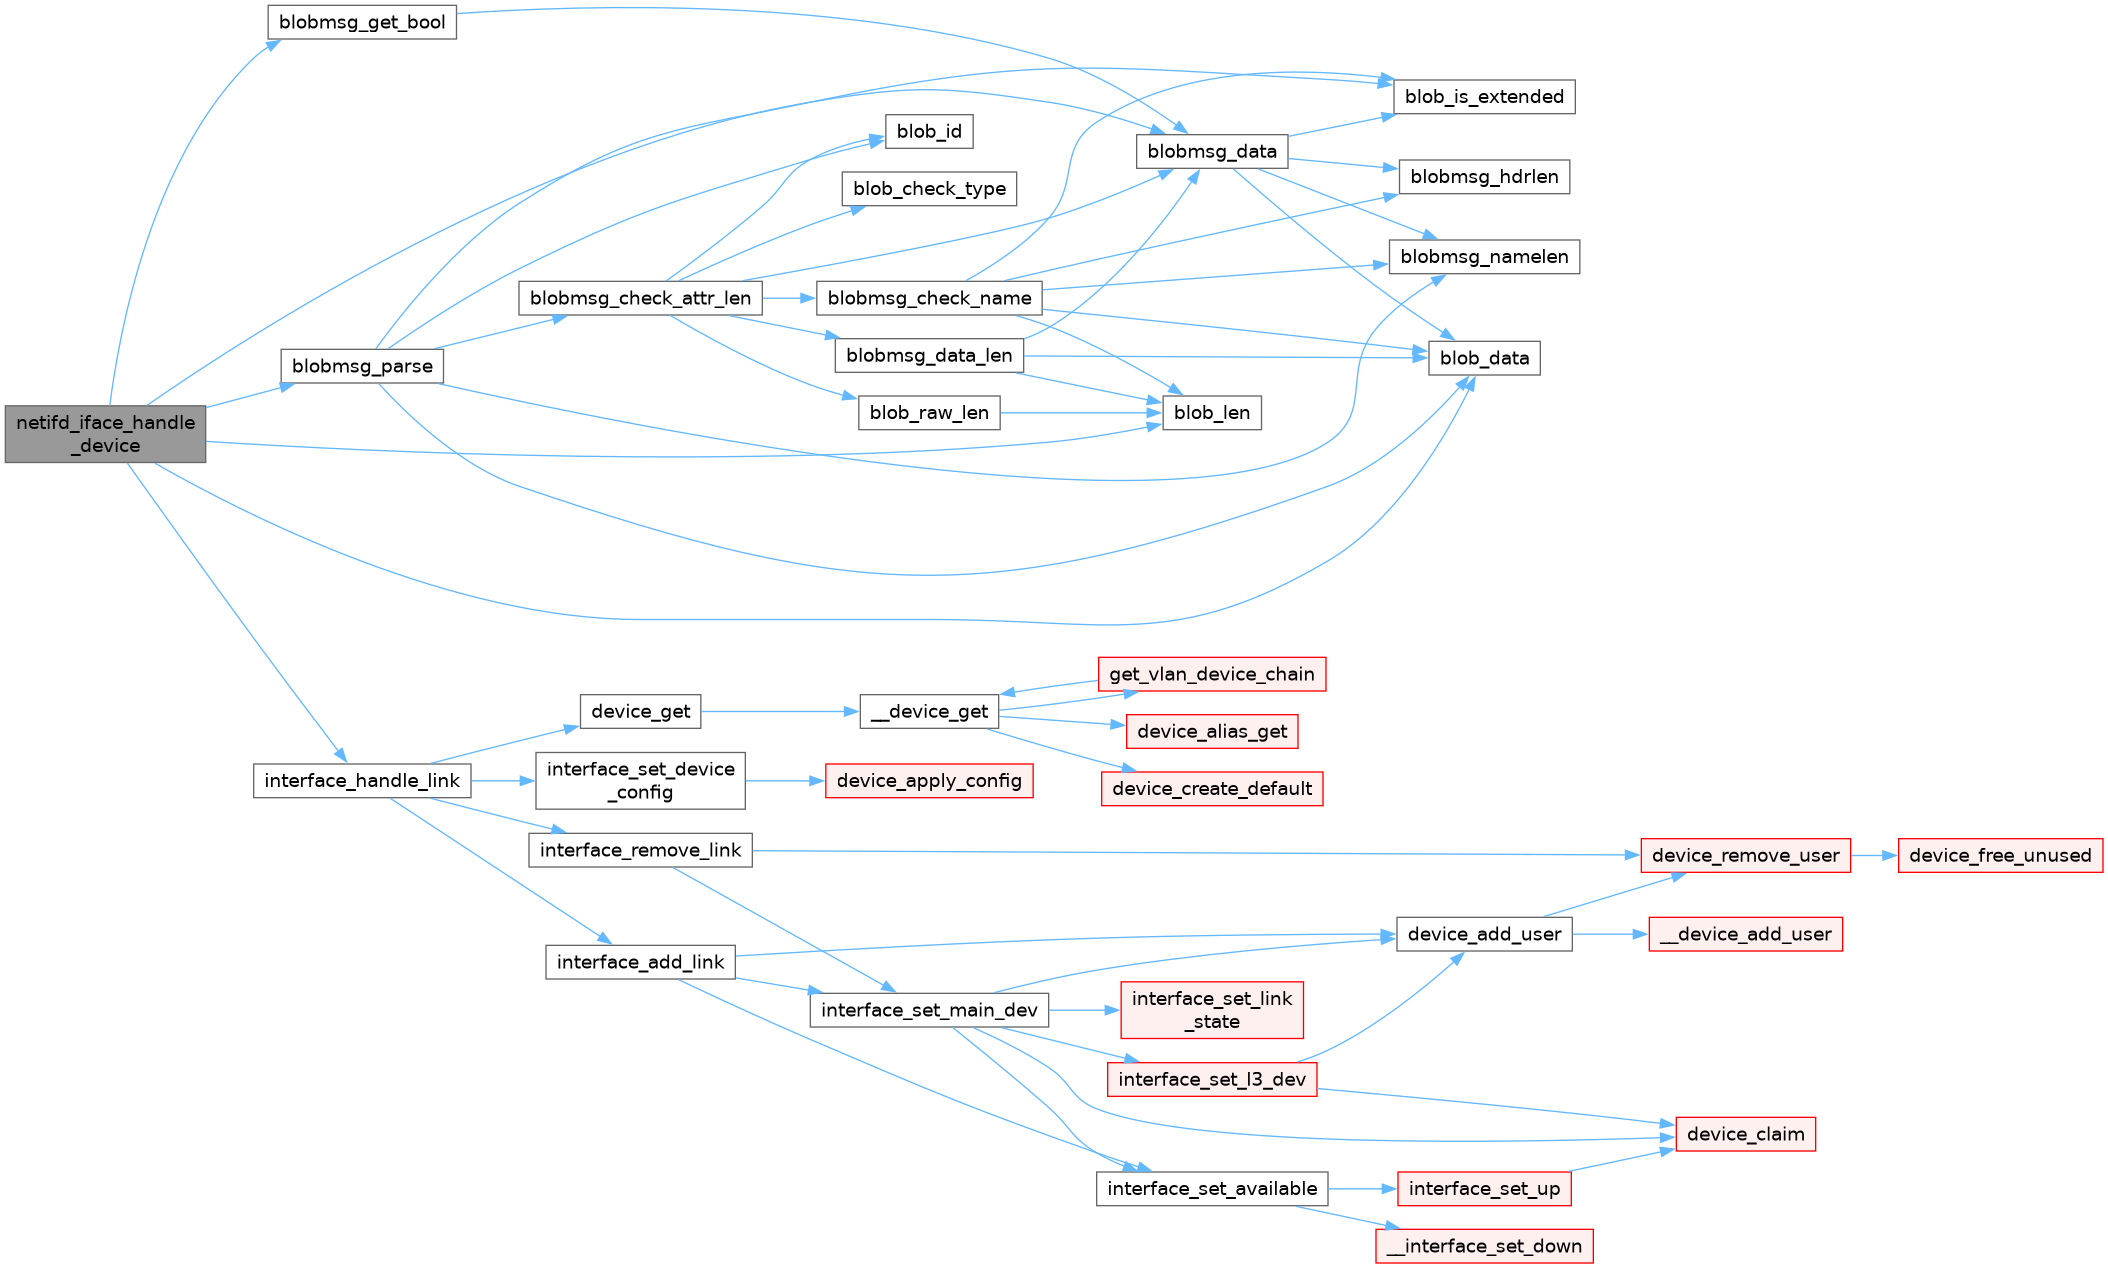 blobmsg_get_bool
blob_is_extended
blob_id
blobmsg_data
blobmsg_hdrlen
blob_check_type
blobmsg_namelen
blobmsg_check_attr_len
blobmsg_check_name
blobmsg_data_len
blob_data
blobmsg_parse
blob_raw_len
blob_len
netifd_iface_handle
_device
get_vlan_device_chain
device_get
__device_get
device_alias_get
interface_handle_link
interface_set_device
_config
device_apply_config
device_create_default
interface_remove_link
device_remove_user
device_free_unused
device_add_user
__device_add_user
interface_add_link
interface_set_main_dev
interface_set_link
_state
interface_set_l3_dev
device_claim
interface_set_available
interface_set_up
__interface_set_down